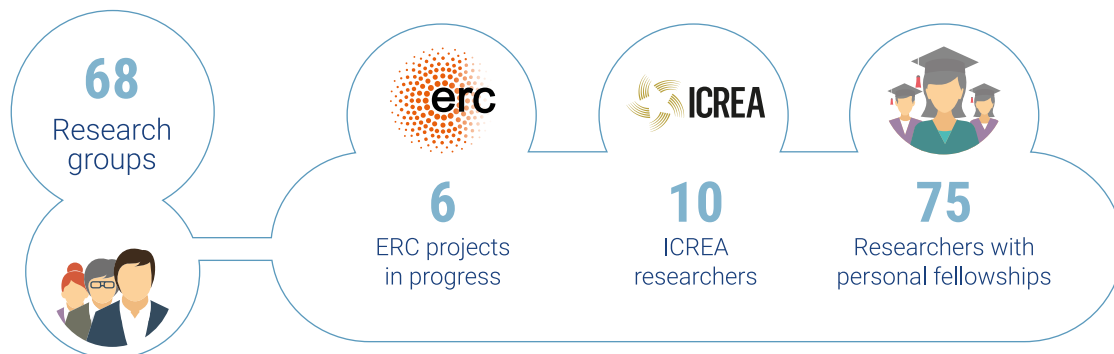 68
Research
groups
erc
6
ERC projects
in progress
ICREA
10
ICREA
researchers
75
Researchers with
personal fellowships